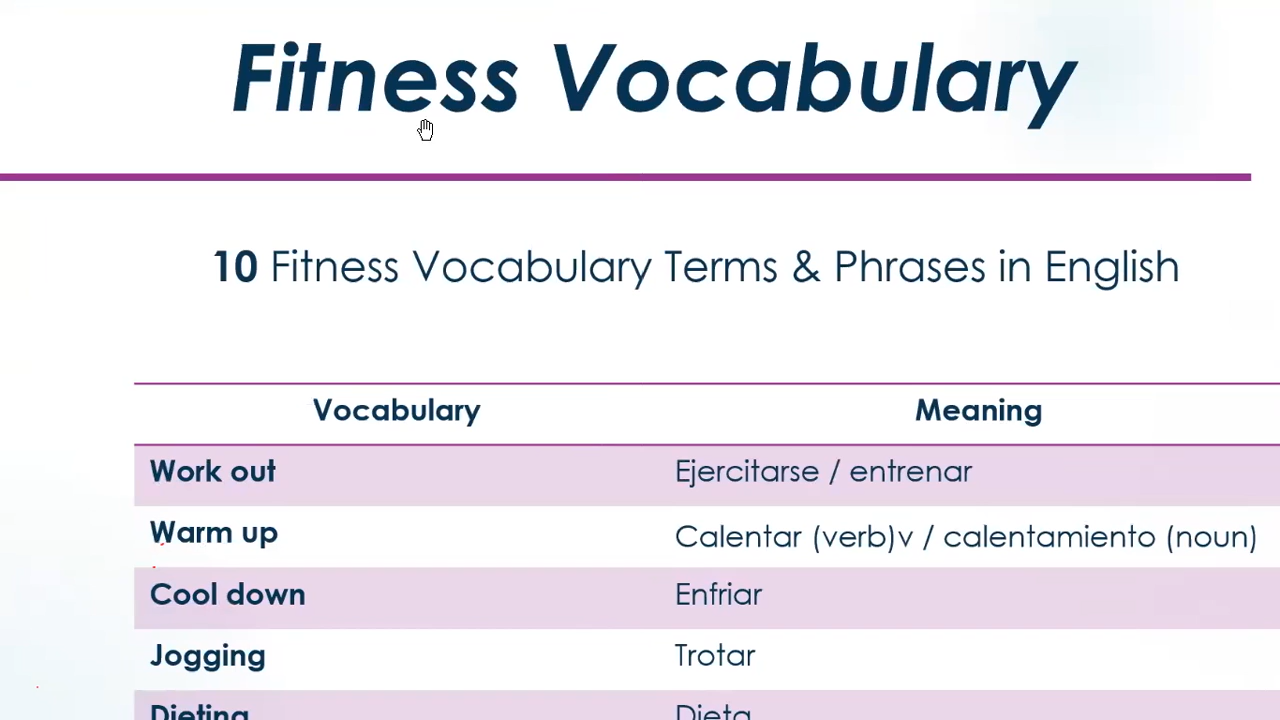 Fitness Vocabulary
10 Fitness Vocabulary Terms & Phrases in English
Vocabulary Meaning
Work out Ejercitarse / entrenar
Warm up Calentar (verb)v / calentamiento (noun)
Cool down Enfriar
Jogging Trotar
Dieting Dieta